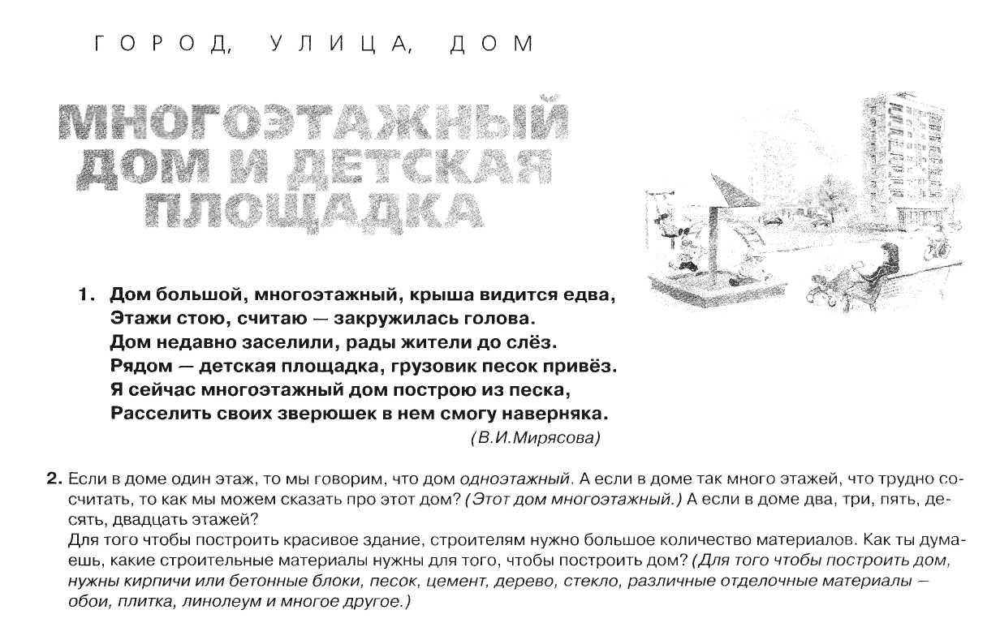 ГОРОД, УЛИЦА, ДОМ
МНОГОЭТАЖНЫЙ
ДОМ И ДЕТСКАЯ
ПЛОЩАДКА
1. Дом большой, многоэтажный, крыша видится едва,
Этажи стою, считаю — закружилась голова.
Дом недавно заселили, рады жители до слёз.
Рядом — детская площадка, грузовик песок привёз.
Я сейчас многоэтажный дом построю из песка,
Расселить своих зверюшек в нем смогу наверняка.
(В.И.Мирясова)
2. Если в доме один этаж, то мы говорим, что дом одноэтажный. А если в доме так много этажей, что трудно со-
считать, то как мы можем сказать про этот дом? (Этот дом многоэтажный.) А если в доме два, три, пять, де-
сять, двадцать этажей?
Для того чтобы построить красивое здание, строителям нужно большое количество материалов. Как ты дума-
ешь, какие строительные материалы нужны для того, чтобы построить дом? (Для того чтобы построить дом,
нужны кирпичи или бетонные блоки, песок, цемент, дерево, стекло, различные отделочные материалы —
обои, плитка, линолеум и многое другое.)